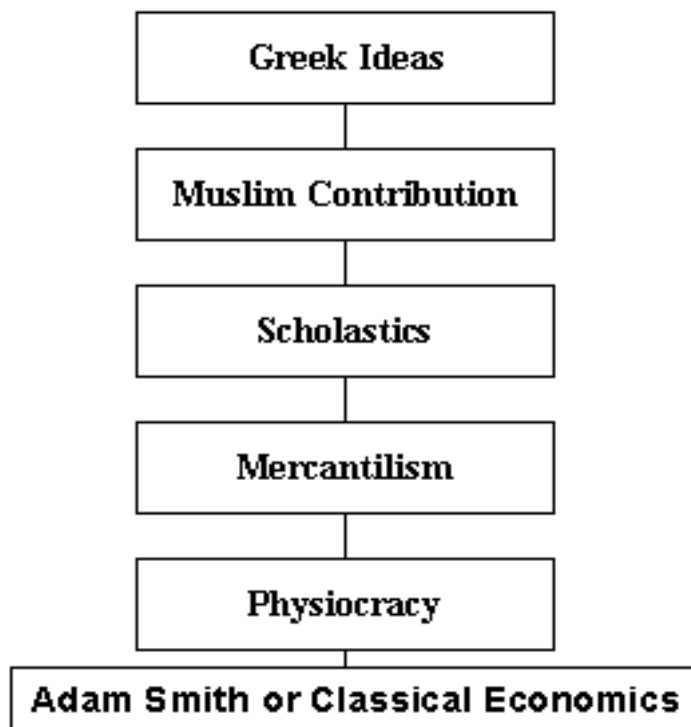 Greek Ideas
Muslim Contribution
Scholastics
Mercantilism
Physiocracy
Adam Smith or Classical Economics